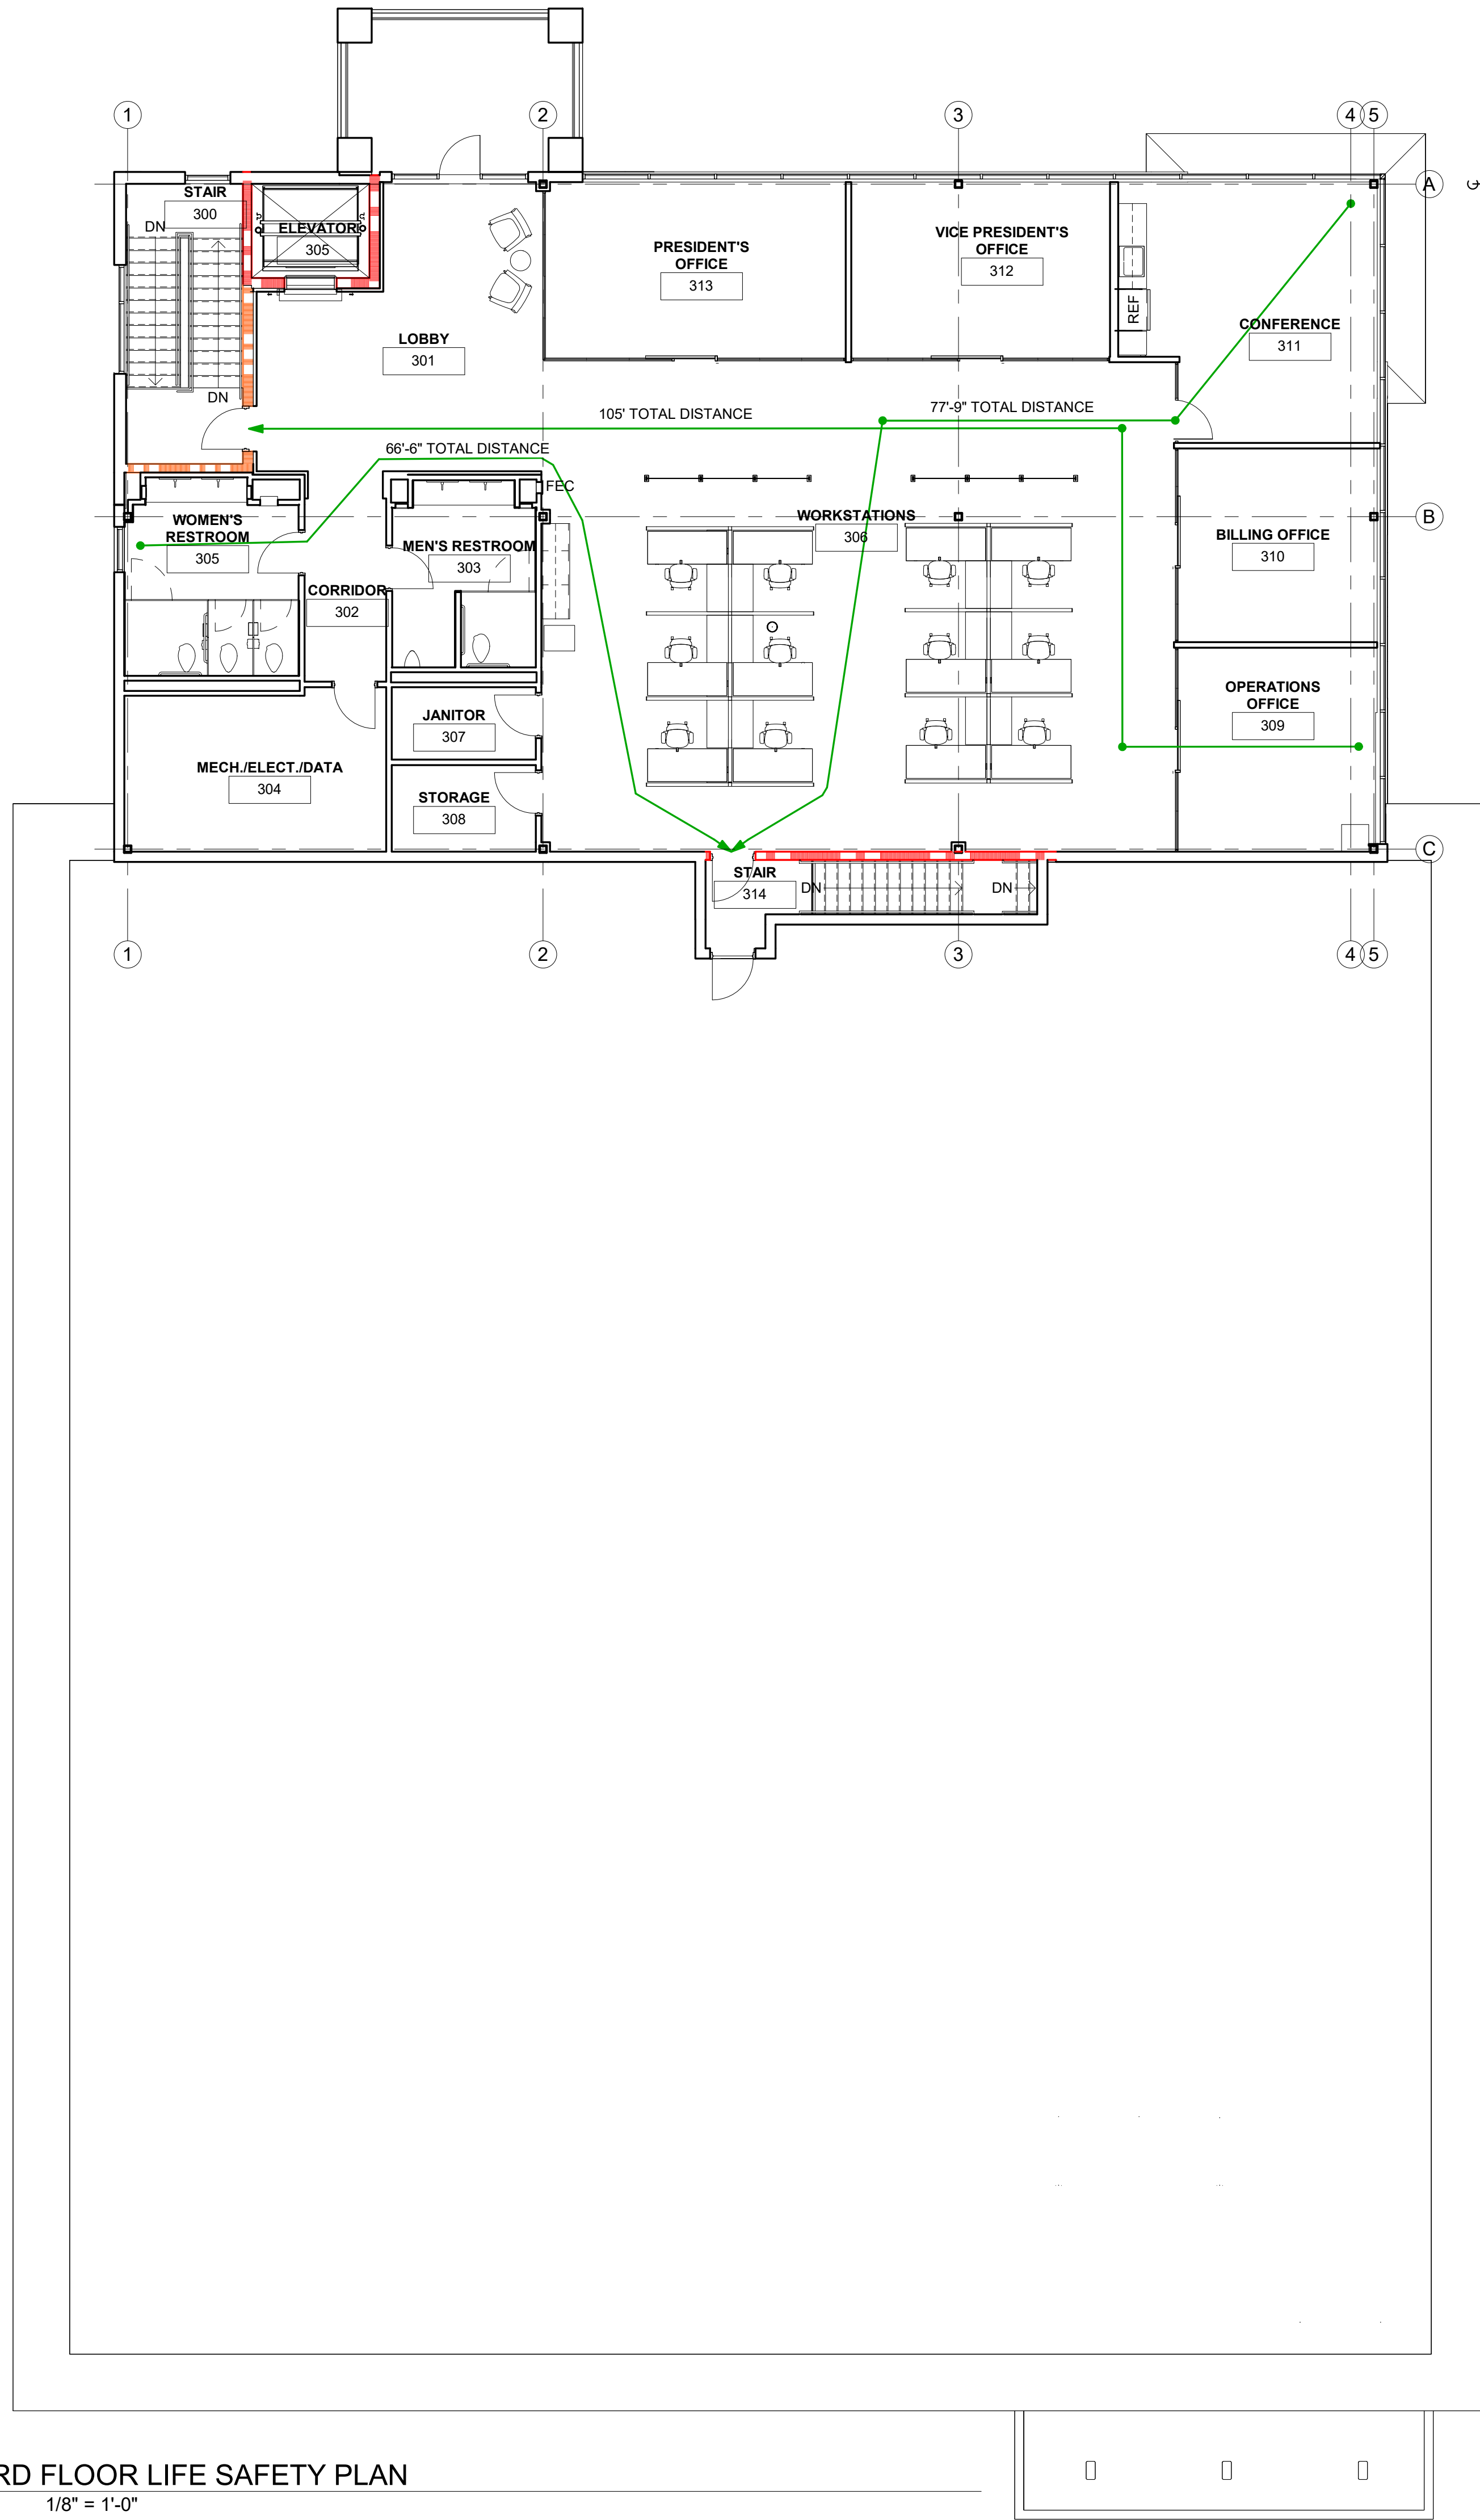 1
2
3
4
5
A
STAIR
300
DN
ELEVATOR
305
PRESIDENT'S
OFFICE
313
VICE PRESIDENT'S
OFFICE
312
REF
CONFERENCE
311
LOBBY
301
DN
105' TOTAL DISTANCE
77'-9" TOTAL DISTANCE
66'-6" TOTAL DISTANCE
FEC
B
WOMEN'S
RESTROOM
305
MEN'S RESTROOM
303
WORKSTATIONS
306
BILLING OFFICE
310
CORRIDOR
302
OPERATIONS
OFFICE
309
JANITOR
307
MECH./ELECT./DATA
304
STORAGE
308
C
STAIR
314
DN
DN
1
2
3
4
5
RD FLOOR LIFE SAFETY PLAN
1/8" = 1'-0"